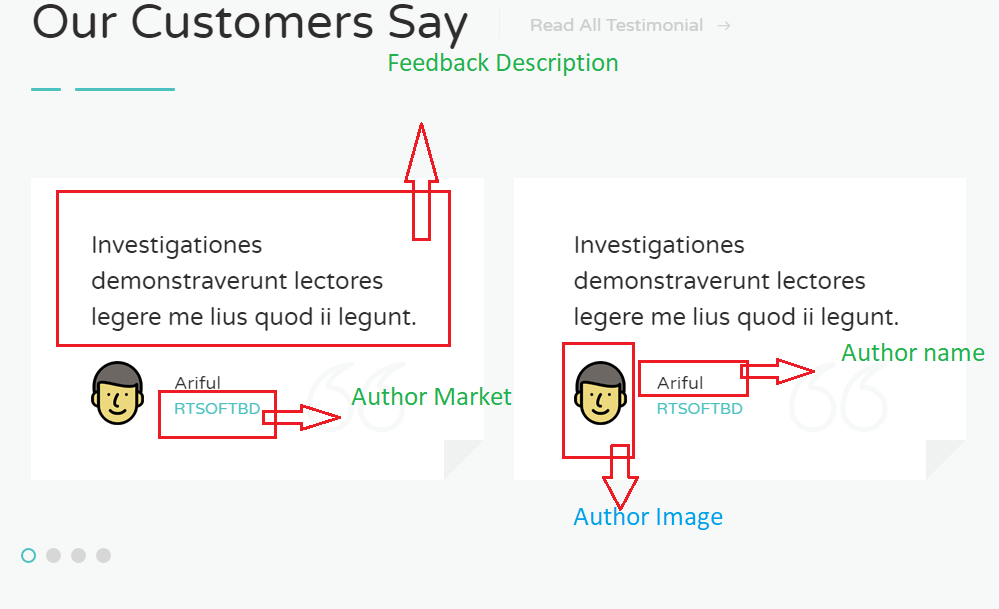 Our Customers Say
Read All Testimonial →
Feedback Description
Investigationes
demonstraverunt lectores
legere me lius quod ii legunt.
Ariful
RTSOFTBD
Author Market
Investigationes
demonstraverunt lectores
legere me lius quod ii legunt.
Author name
Ariful
RTSOFTBD
Author Image